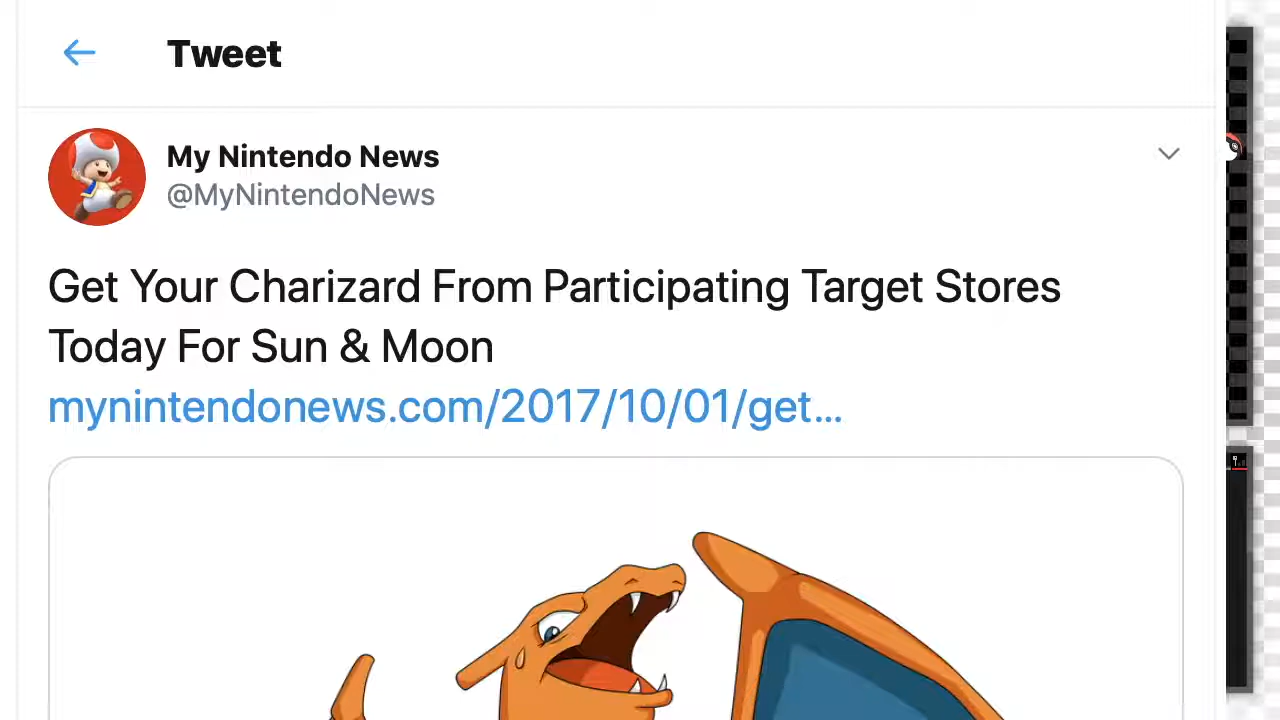 Tweet
My Nintendo News
@MyNintendoNews
Get Your Charizard From Participating Target Stores
Today For Sun & Moon
mynintendonews.com/2017/10/01/get...